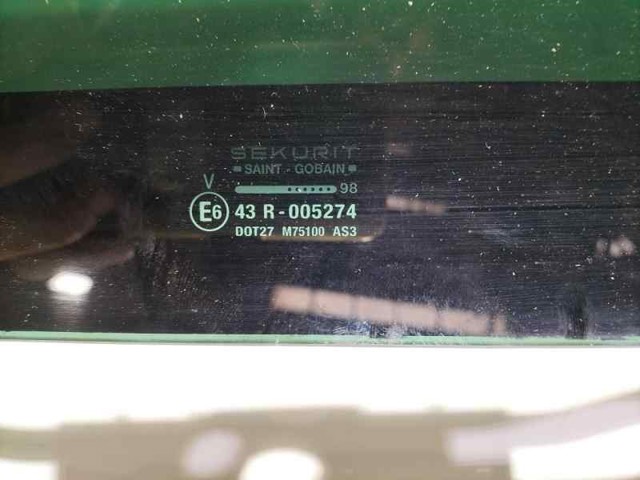 SEKURIT
SAINT - GOBAIN
V
98
E6 43 R - 005274
DOT27 M75100 AS3